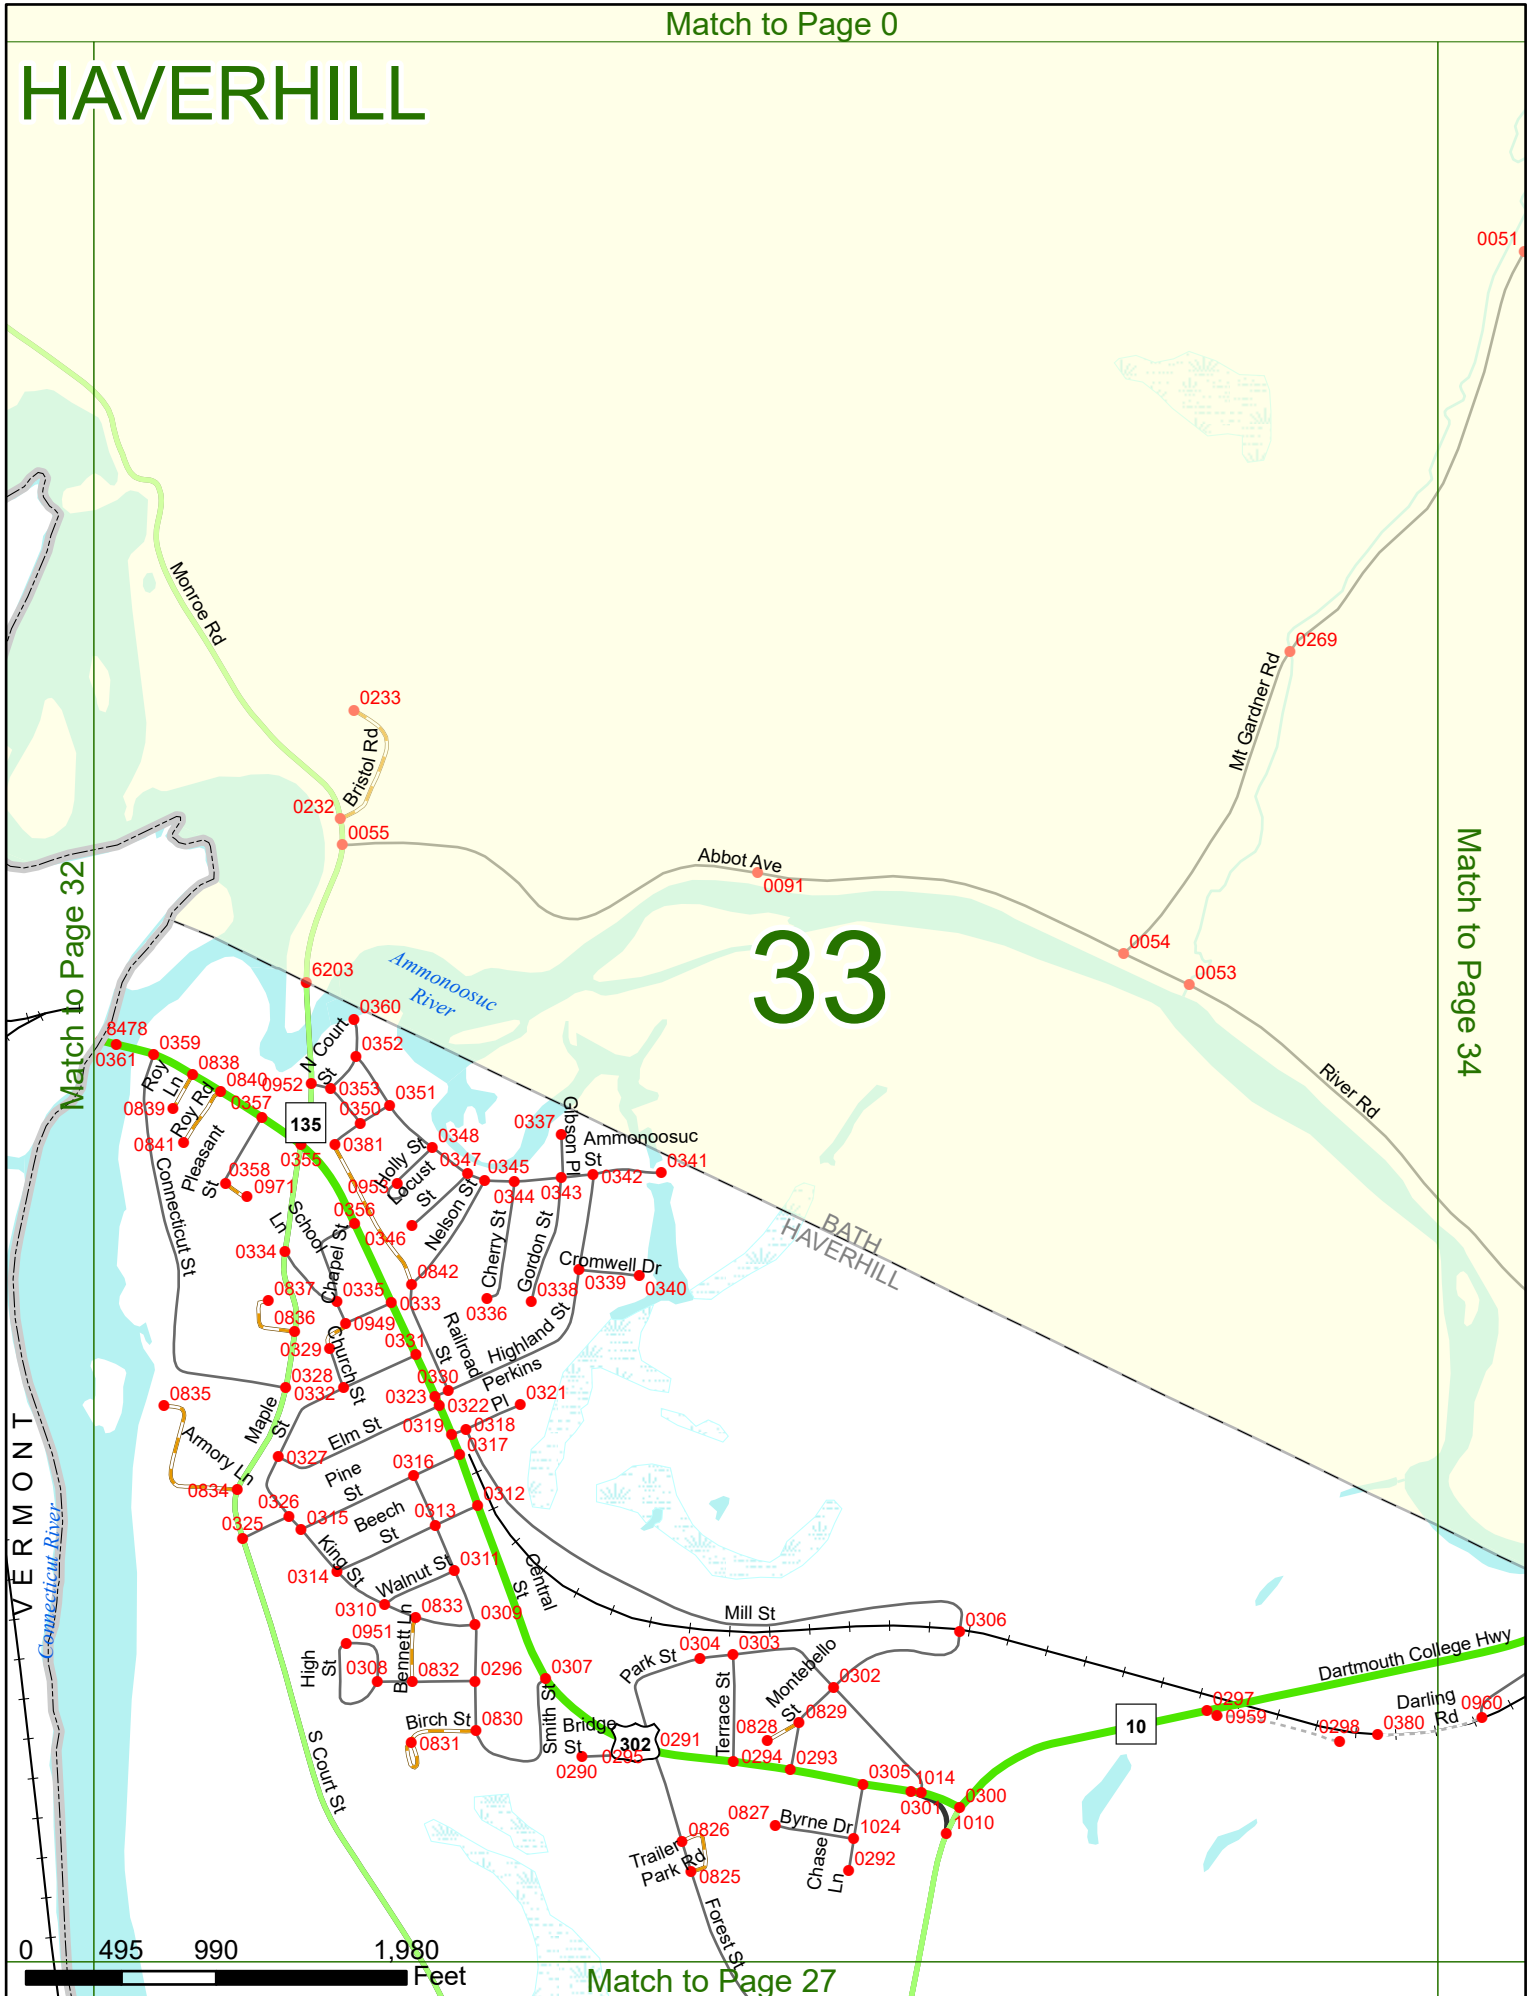 Match to Page 0
HAVERHILL
0051
Monroe Rd
0269
Mt Gardner Rd
0233
Bristol Rd
0232
0055
Abbot Ave
0091
Match to Page 32
Match to Page 34
33
0054
0053
6203
Ammonoosuc
River
0360
8478
0359
0361
N Court
St
0352
0838
Roy
Ln
0840
0952
0353
0351
0839
Roy Rd
0357
135
0350
River Rd
0337
Gibson Pl
Ammonoosuc
St
0841
Pleasant
St
0355
0381
Holly St
0348
0347
0345
0341
0342
0358
0971
0953
Locust
St
0344
0343
Connecticut St
0356
0346
Nelson St
Cherry St
Gordon St
BATH
HAVERHILL
School
Ln
Chapel St
0334
Cromwell Dr
0339
0340
0842
0837
0335
0333
0336
0338
0836
0949
Railroad
St
Highland St
0329
Church St
0331
0328
0332
0330
Perkins
Pl
0835
0323
0322
0321
Maple
St
Elm St
0319
0318
0317
Armory Ln
0327
VERMONT
Pine
St
0316
0834
0326
0312
0325
0315
Beech
St
0313
Connecticut River
King St
0311
Central
St
0314
Walnut St
0310
0833
0309
Mill St
0306
0951
High
St
Bennett Ln
0308
0832
0296
0307
Park St
0304
0303
Montebello
St
0302
Dartmouth College Hwy
Terrace St
Smith St
Birch St
0830
0831
Bridge
St
302
0291
0828
0829
10
0297
0959
Darling
Rd
0960
0298
0380
S Court St
0290
0295
0294
0293
0305
1014
0301
0300
0827
Byrne Dr
1024
1010
0826
Trailer
Park Rd
0825
Chase
Ln
0292
Forest St
0 495 990 1,980
Feet
Match to Page 27